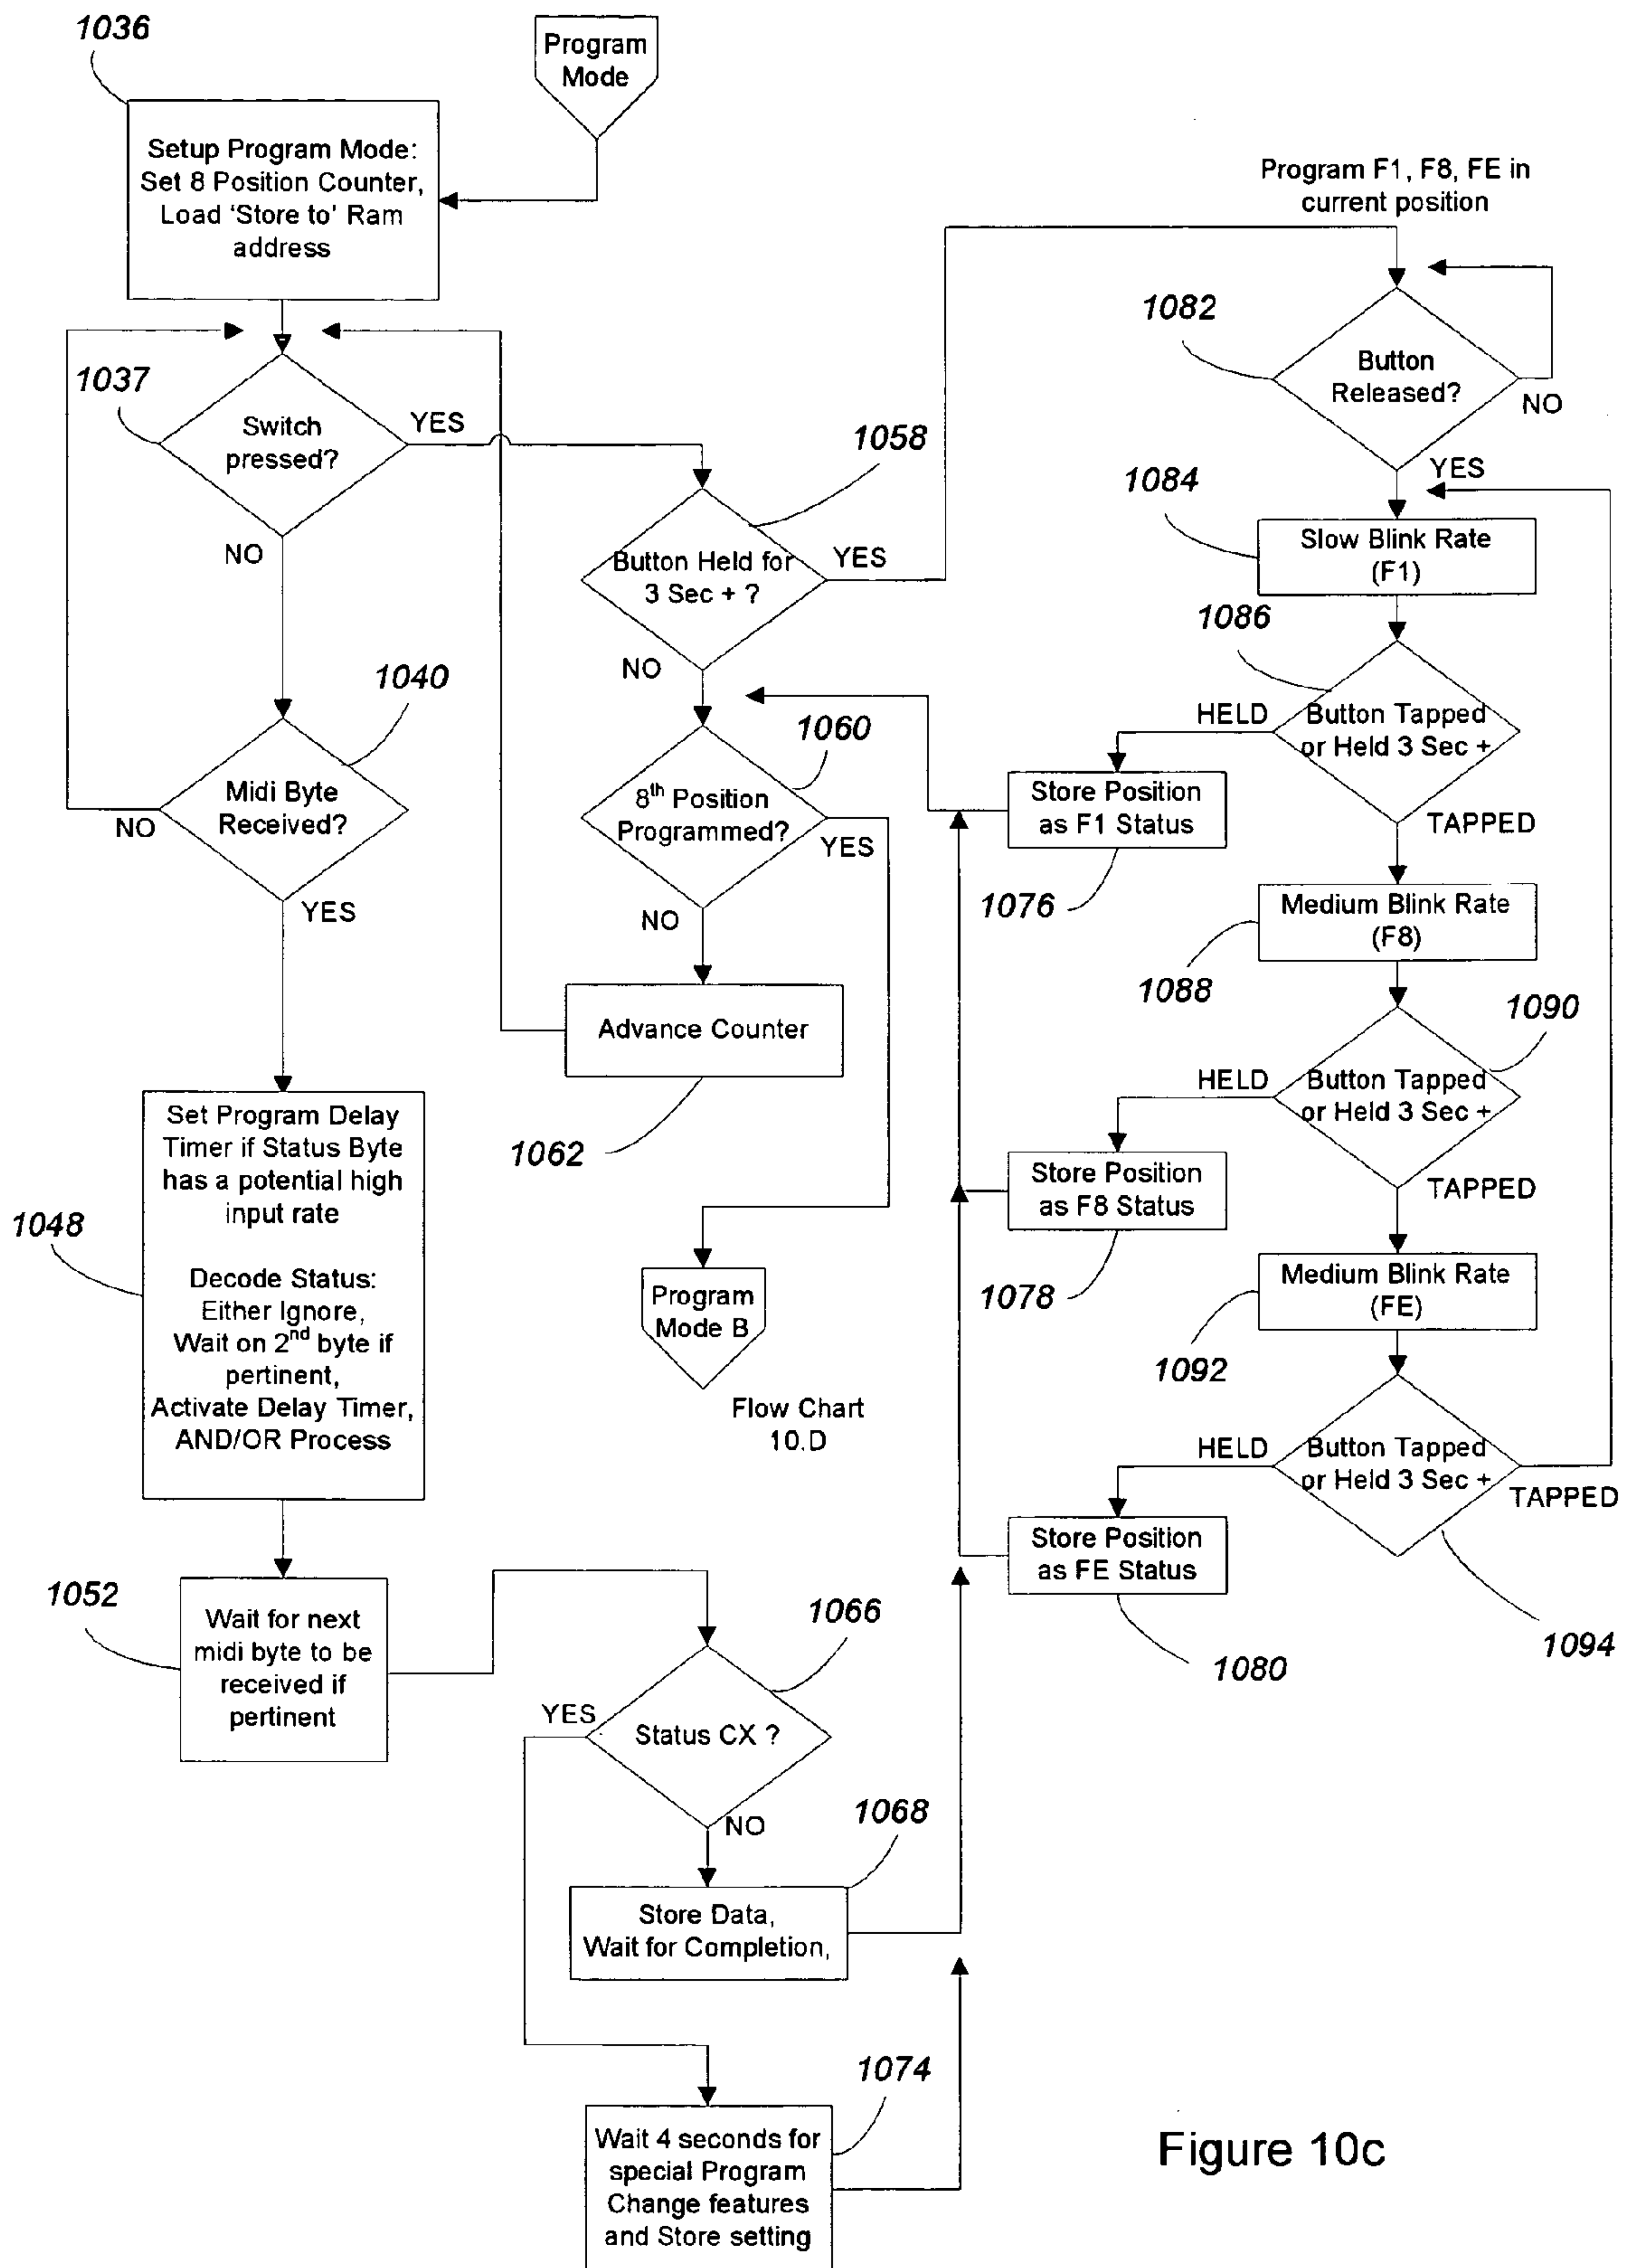 1036
Program
Mode
Setup Program Mode:
Set 8 Position Counter,
Load 'Store to' Ram
address
Program F1, F8, FE in
current position
1037
Switch
pressed?
YES
NO
1058
Button Held for
3 Sec + ?
YES
NO
1082
Button
Released?
NO
YES
1084
Slow Blink Rate
(F1)
1086
Button Tapped
or Held 3 Sec +
HELD
TAPPED
1040
Midi Byte
Received?
NO
YES
1060
8th Position
Programmed?
YES
NO
Store Position
as F1 Status
1076
Medium Blink Rate
(F8)
1088
Advance Counter
1062
1090
Button Tapped
or Held 3 Sec +
HELD
TAPPED
Set Program Delay
Timer if Status Byte
has a potential high
input rate
Decode Status:
Either Ignore,
Wait on 2nd byte if
pertinent,
Activate Delay Timer,
AND/OR Process
1048
Store Position
as F8 Status
1078
Program
Mode B
Flow Chart
10.D
Medium Blink Rate
(FE)
1092
Button Tapped
or Held 3 Sec +
HELD
TAPPED
1094
Store Position
as FE Status
1080
1052
Wait for next
midi byte to be
received if
pertinent
1066
Status CX ?
YES
NO
1068
Store Data,
Wait for Completion,
1074
Wait 4 seconds for
special Program
Change features
and Store setting
Figure 10c